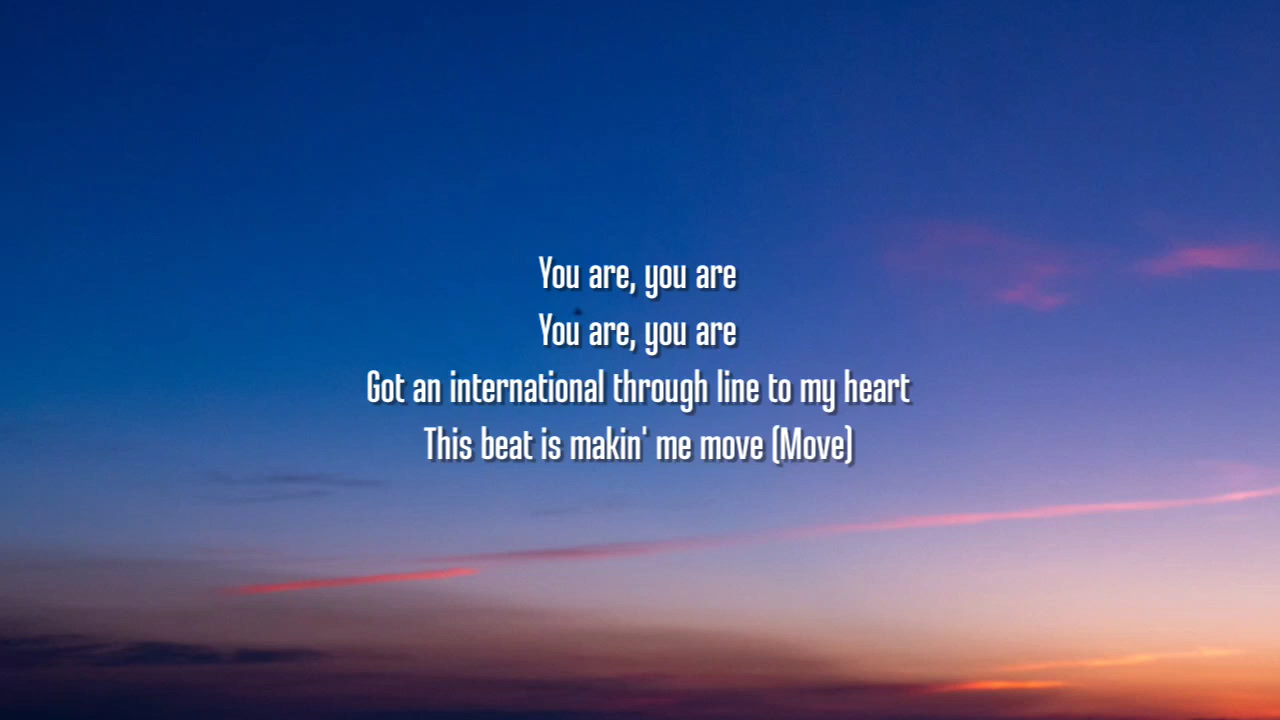 You are, you are
You are, you are
Got an international through line to my heart
This beat is makin' me move (Move)